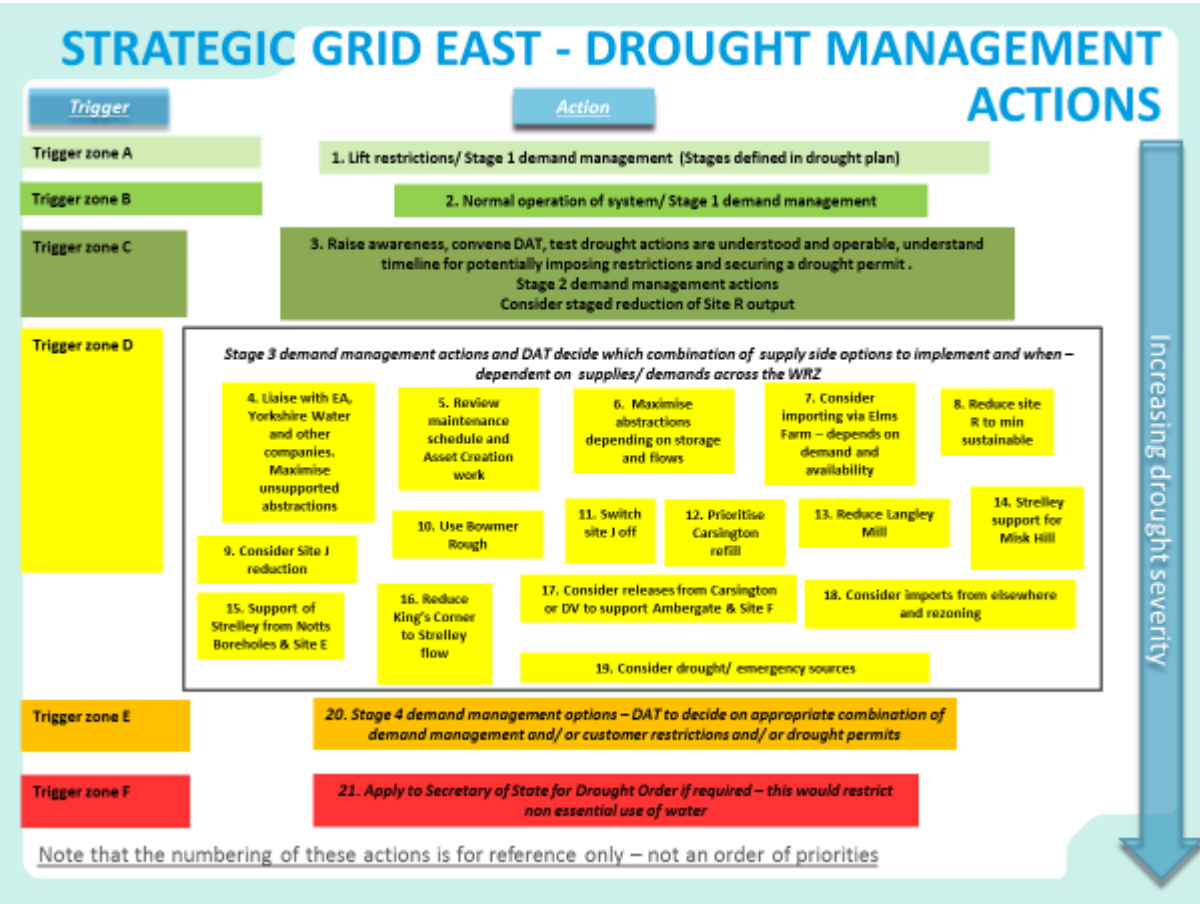 STRATEGIC GRID EAST - DROUGHT MANAGEMENT
ACTIONS
Trigger
Action
Trigger zone A
1. Lift restrictions/ Stage 1 demand management (Stages defined in drought plan)
Trigger zone B
2. Normal operation of system/ Stage 1 demand management
Trigger zone C
3. Raise awareness, convene DAT, test drought actions are understood and operable, understand
timeline for potentially imposing restrictions and securing a drought permit .
Stage 2 demand management actions
Consider staged reduction of Site R output
Trigger zone D
Stage 3 demand management actions and DAT decide which combination of supply side options to implement and when –
dependent on supplies/ demands across the WRZ
4. Liaise with EA,
Yorkshire Water
and other
companies.
Maximise
unsupported
abstractions
5. Review
maintenance
schedule and
Asset Creation
work
6. Maximise
abstractions
depending on storage
and flows
7. Consider
importing via Elms
Farm – depends on
demand and
availability
8. Reduce site
R to min
sustainable
9. Consider Site J
reduction
10. Use Bowmer
Rough
11. Switch
site J off
12. Prioritise
Carsington
refill
13. Reduce Langley
Mill
14. Strelley
support for
Misk Hill
15. Support of
Strelley from Notts
Boreholes & Site E
16. Reduce
King's Corner
to Strelley
flow
17. Consider releases from Carsington
or DV to support Ambergate & Site F
18. Consider imports from elsewhere
and rezoning
19. Consider drought/ emergency sources
Trigger zone E
20. Stage 4 demand management options – DAT to decide on appropriate combination of
demand management and/ or customer restrictions and/ or drought permits
Trigger zone F
21. Apply to Secretary of State for Drought Order if required – this would restrict
non essential use of water
Note that the numbering of these actions is for reference only – not an order of priorities
Increasing drought severity